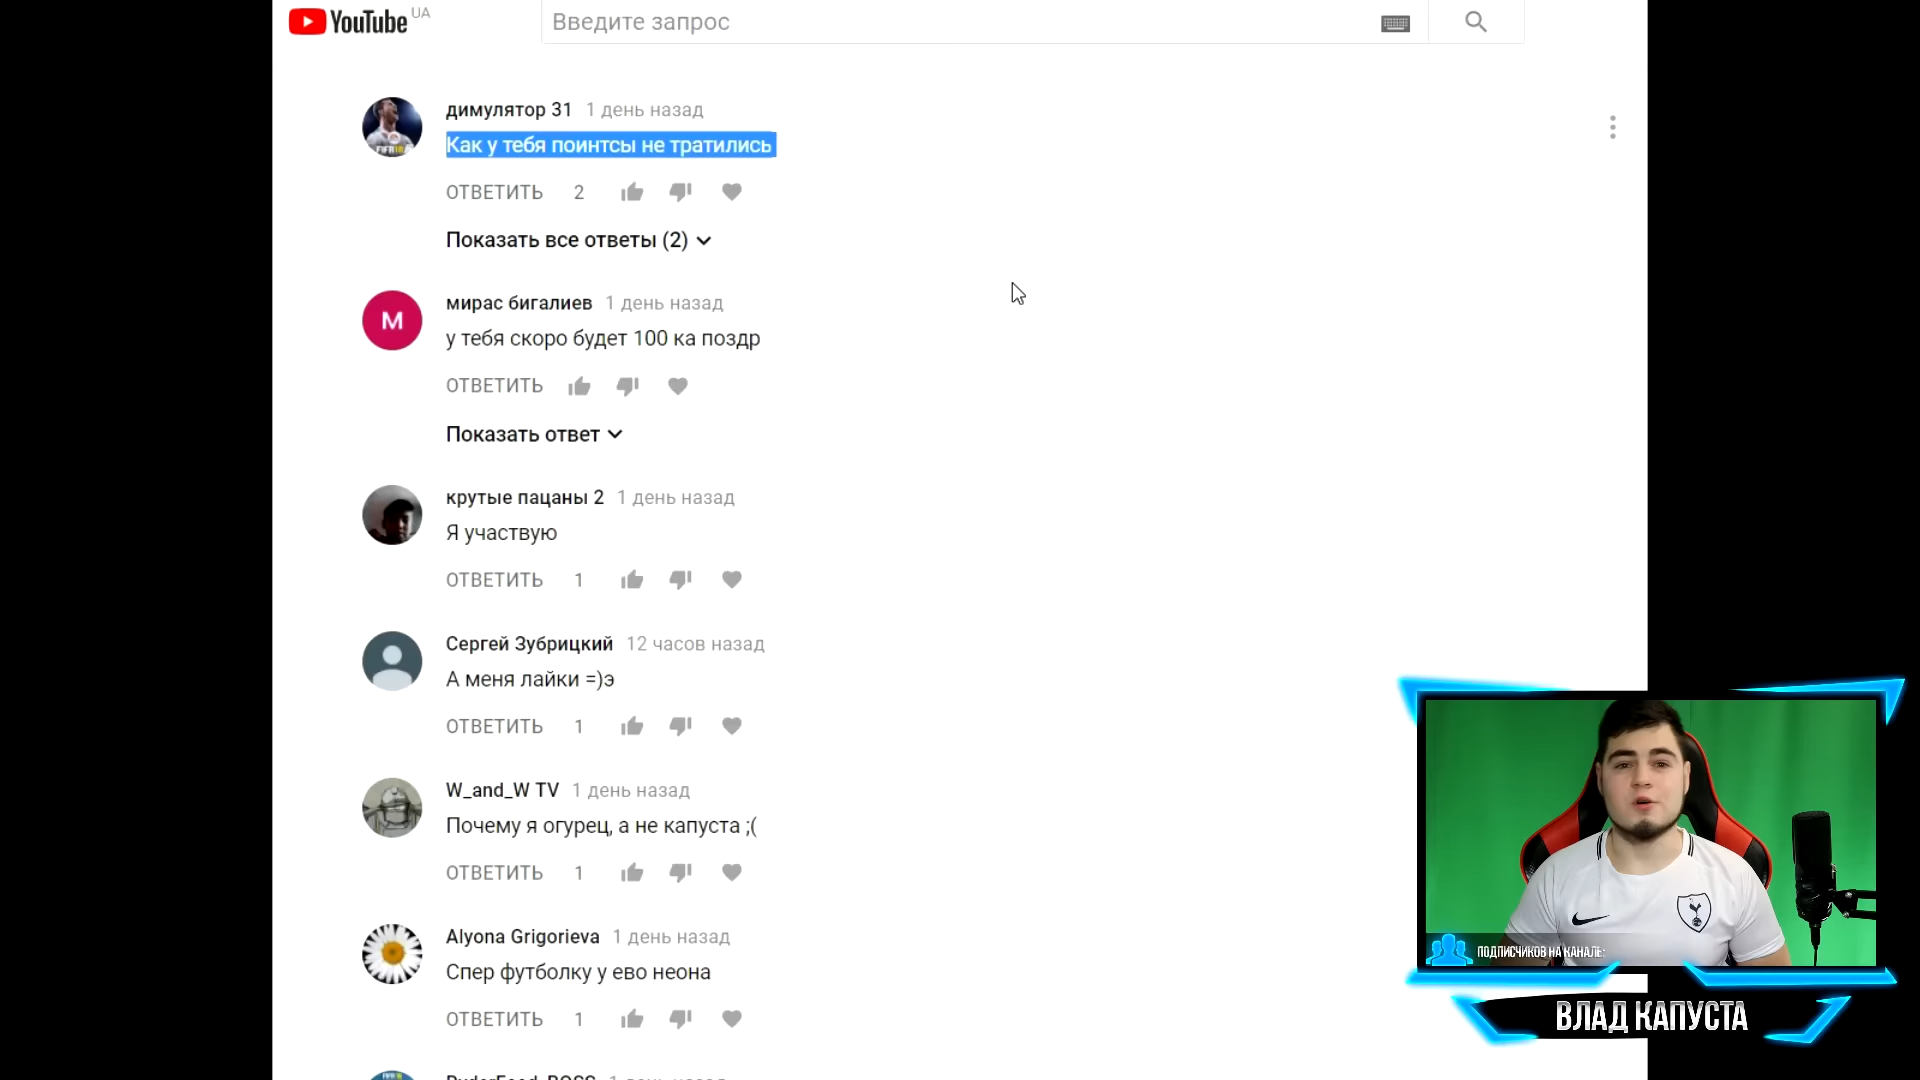 YouTube UA
Введите запрос
димулятор 31 1 день назад
Как у тебя поинтсы не тратились
ОТВЕТИТЬ 2
Показать все ответы (2)
М
мирас бигалиев 1 день назад
у тебя скоро будет 100 ка поздр
ОТВЕТИТЬ
Показать ответ
крутые пацаны 2 1 день назад
Я участвую
ОТВЕТИТЬ 1
Сергей Зубрицкий 12 часов назад
А меня лайки =)э
ОТВЕТИТЬ 1
W_and_W TV 1 день назад
Почему я огурец, а не капуста ;(
ОТВЕТИТЬ 1
Alyona Grigorieva 1 день назад
Спер футболку у ево неона
ОТВЕТИТЬ 1
ПОДПИСЧИКОВ НА КАНАЛЕ:
ВЛАД КАПУСТА